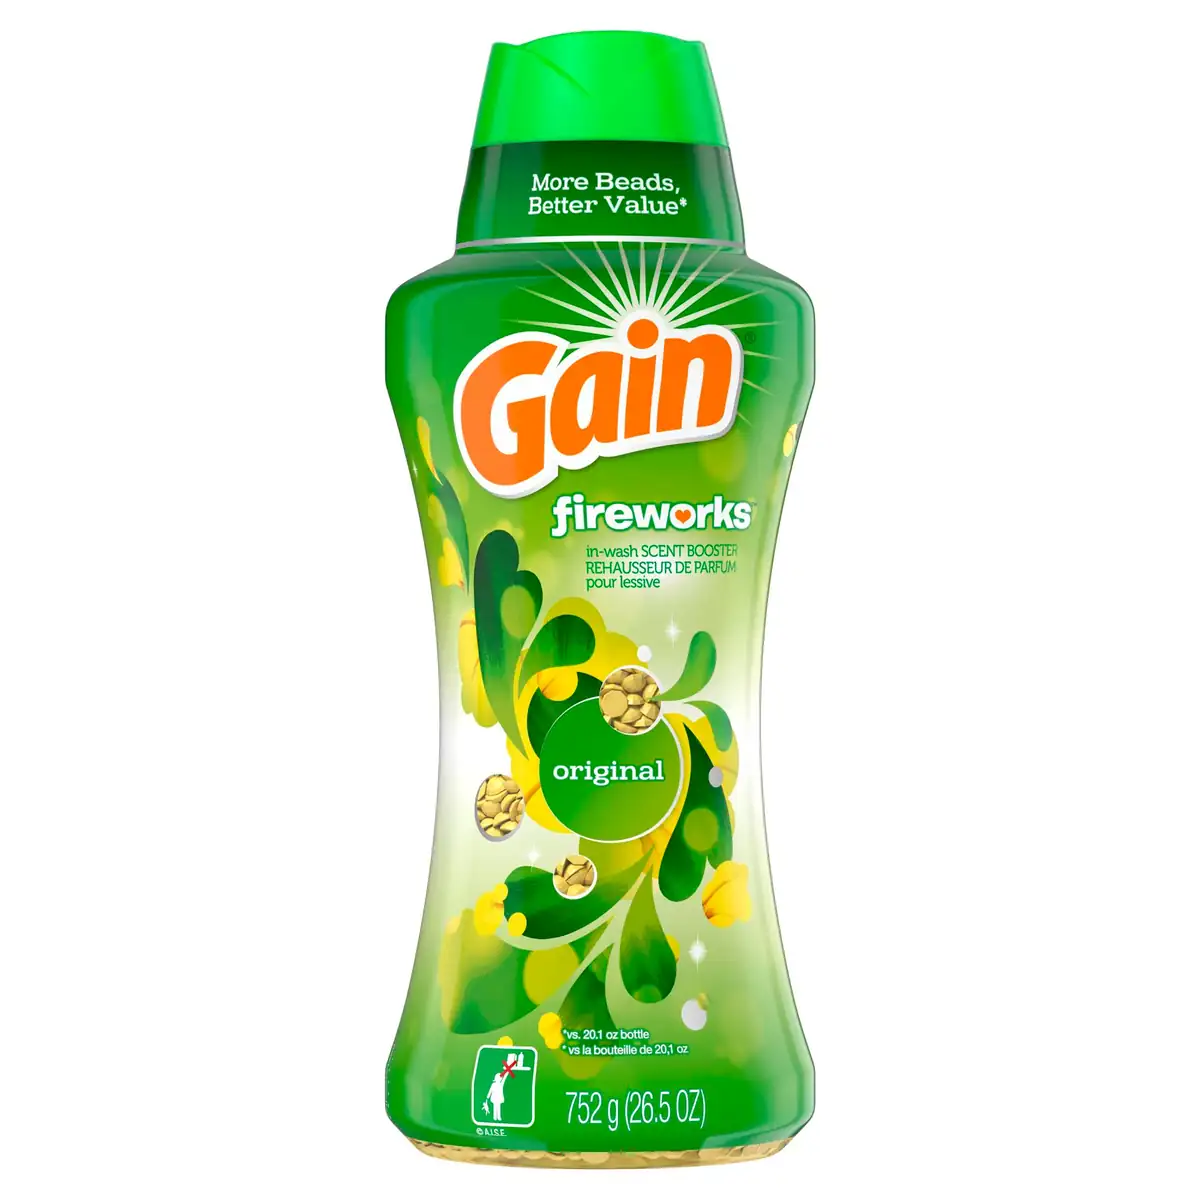 More Beads,
Better Value*
Gain®
fireworks™
in-wash SCENT BOOSTER
REHAUSSEUR DE PARFUM
pour lessive
original
*vs. 20.1 oz bottle
*vs la bouteille de 20,1 oz
752 g (26.5 OZ)
©A.I.S.E.